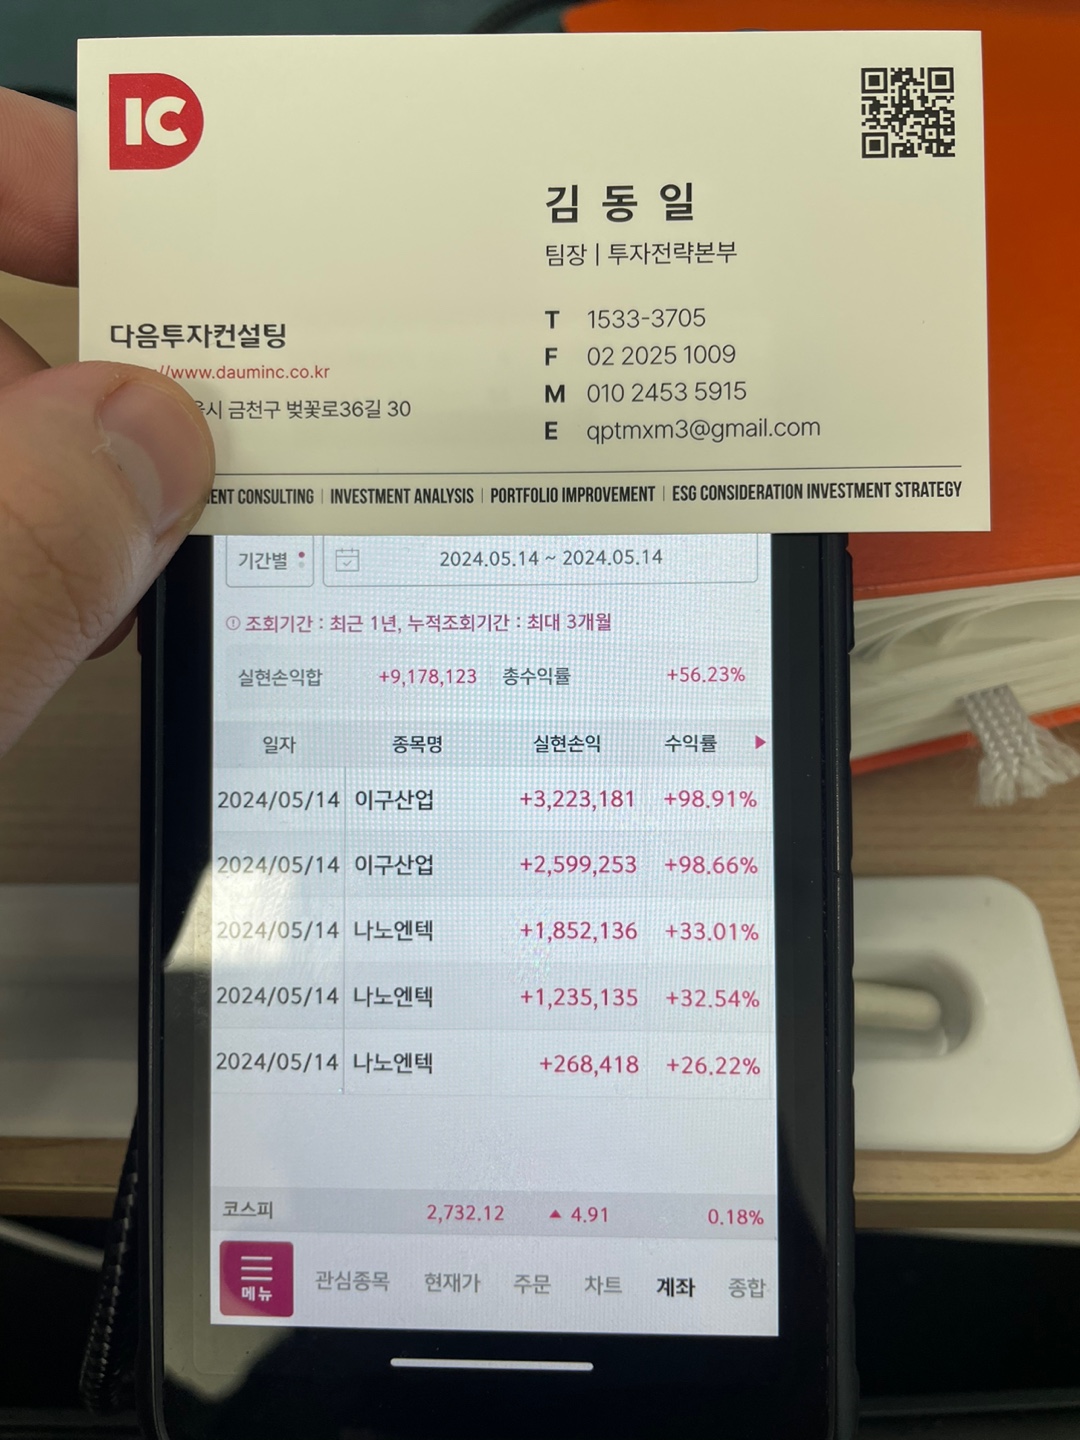 IC
김동일
팀장 | 투자전략본부
다음투자컨설팅
//www.dauminc.co.kr
시 금천구 벚꽃로36길 30
T 1533-3705
F 02 2025 1009
M 010 2453 5915
E qptmxm3@gmail.com
CONSULTING | INVESTMENT ANALYSIS | PORTFOLIO IMPROVEMENT | ESG CONSIDERATION INVESTMENT STRATEGY
기간별 2024.05.14 ~ 2024.05.14
조회기간 : 최근 1년, 누적조회기간 : 최대 3개월
실현손익합 +9,178,123 총수익률 +56.23%
일자 종목명 실현손익 수익률
2024/05/14 이구산업 +3,223,181 +98.91%
2024/05/14 이구산업 +2,599,253 +98.66%
2024/05/14 나노엔텍 +1,852,136 +33.01%
2024/05/14 나노엔텍 +1,235,135 +32.54%
2024/05/14 나노엔텍 +268,418 +26.22%
코스피 2,732.12 ▲ 4.91 0.18%
메뉴 관심종목 현재가 주문 차트 계좌 종합